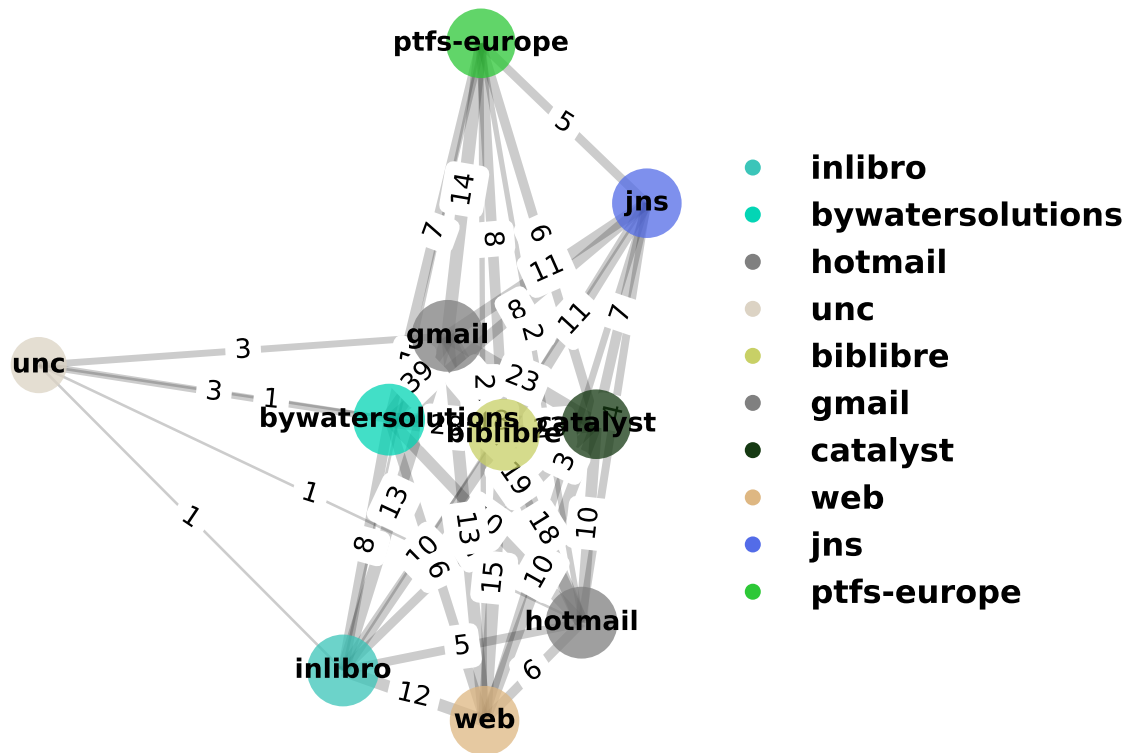 ptfs-europe
5
jns
14
7
8
6
11
8
2
11
7
gmail
3
unc
39
2
23
3
1
bywatersolutions
biblibre
catalyst
3
19
1
13
13
18
10
8
10
6
15
10
1
hotmail
5
6
inlibro
12
web
inlibro
bywatersolutions
hotmail
unc
biblibre
gmail
catalyst
web
jns
ptfs-europe